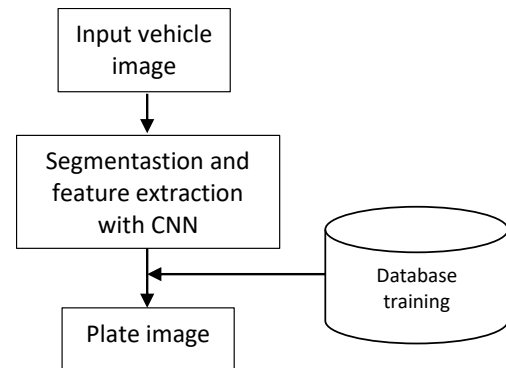 Input vehicle
image
Segmentastion and
feature extraction
with CNN
Database
training
Plate image